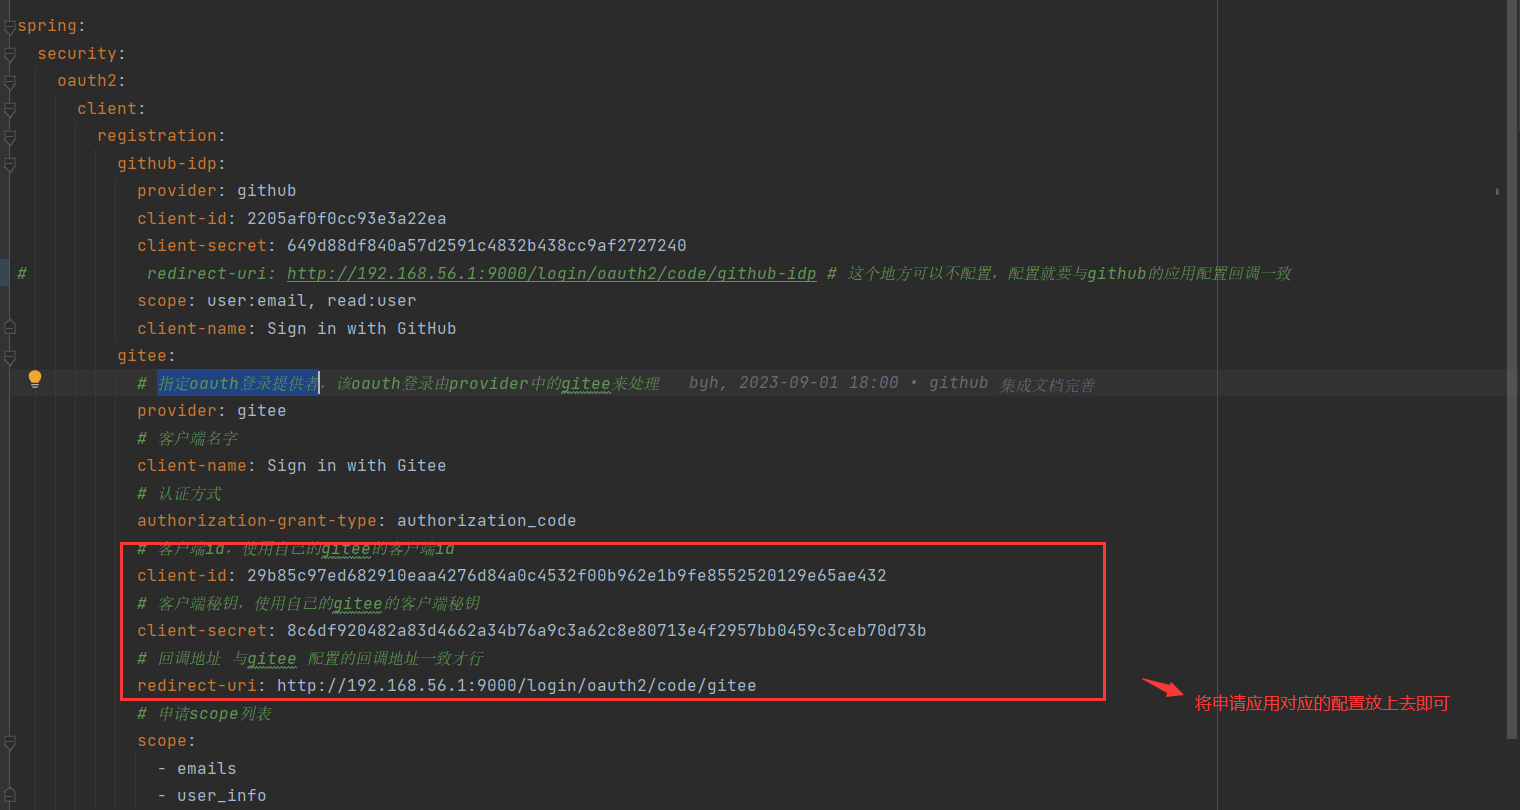 spring:
security:
oauth2:
client:
registration:
github-idp:
provider: github
client-id: 2205af0f0cc93e3a22ea
client-secret: 649d88df840a57d2591c4832b438cc9af2727240
# redirect-uri: http://192.168.56.1:9000/login/oauth2/code/github-idp # 这个地方可以不配置，配置就要与github的应用配置回调一致
scope: user:email, read:user
client-name: Sign in with GitHub
gitee:
# 指定oauth登录提供者，该oauth登录由provider中的gitee来处理 byh, 2023-09-01 18:00 • github 集成文档完善
provider: gitee
# 客户端名字
client-name: Sign in with Gitee
# 认证方式
authorization-grant-type: authorization_code
# 客户端id，使用自己的gitee的客户端id
client-id: 29b85c97ed682910eaa4276d84a0c4532f00b962e1b9fe8552520129e65ae432
# 客户端秘钥，使用自己的gitee的客户端秘钥
client-secret: 8c6df920482a83d4662a34b76a9c3a62c8e80713e4f2957bb0459c3ceb70d73b
# 回调地址 与gitee 配置的回调地址一致才行
redirect-uri: http://192.168.56.1:9000/login/oauth2/code/gitee
将申请应用对应的配置放上去即可
# 申请scope列表
scope:
- emails
- user_info